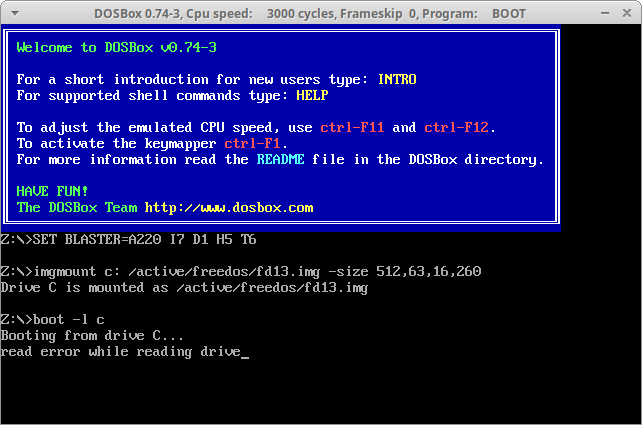 DOSBox 0.74-3, Cpu speed: 3000 cycles, Frameskip 0, Program: BOOT
Welcome to DOSBox v0.74-3
For a short introduction for new users type: INTRO
For supported shell commands type: HELP
To adjust the emulated CPU speed, use ctrl-F11 and ctrl-F12.
To activate the keymapper ctrl-F1.
For more information read the README file in the DOSBox directory.
HAVE FUN!
The DOSBox Team http://www.dosbox.com
Z:\>SET BLASTER=A220 I7 D1 H5 T6
Z:\>imgmount c: /active/freedos/fd13.img -size 512,63,16,260
Drive C is mounted as /active/freedos/fd13.img
Z:\>boot -l c
Booting from drive C...
read error while reading drive_